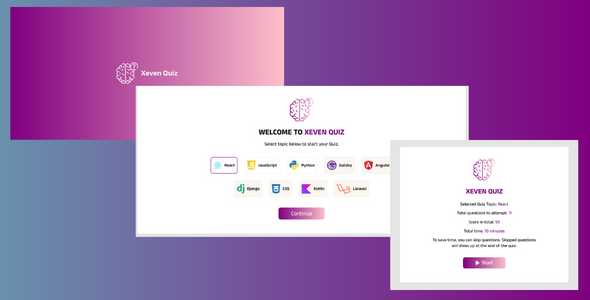 Xeven Quiz
WELCOME TO XEVEN QUIZ
Select topic below to start your Quiz.
React
JavaScript
Python
Gatsby
Angular
Django
CSS
Kotlin
Laravel
Continue
XEVEN QUIZ
Selected Quiz Topic: React
Total questions to attempt: 11
Score in total: 65
Total time: 10 minutes
To save time, you can skip questions. Skipped questions
will show up at the end of the quiz.
Start